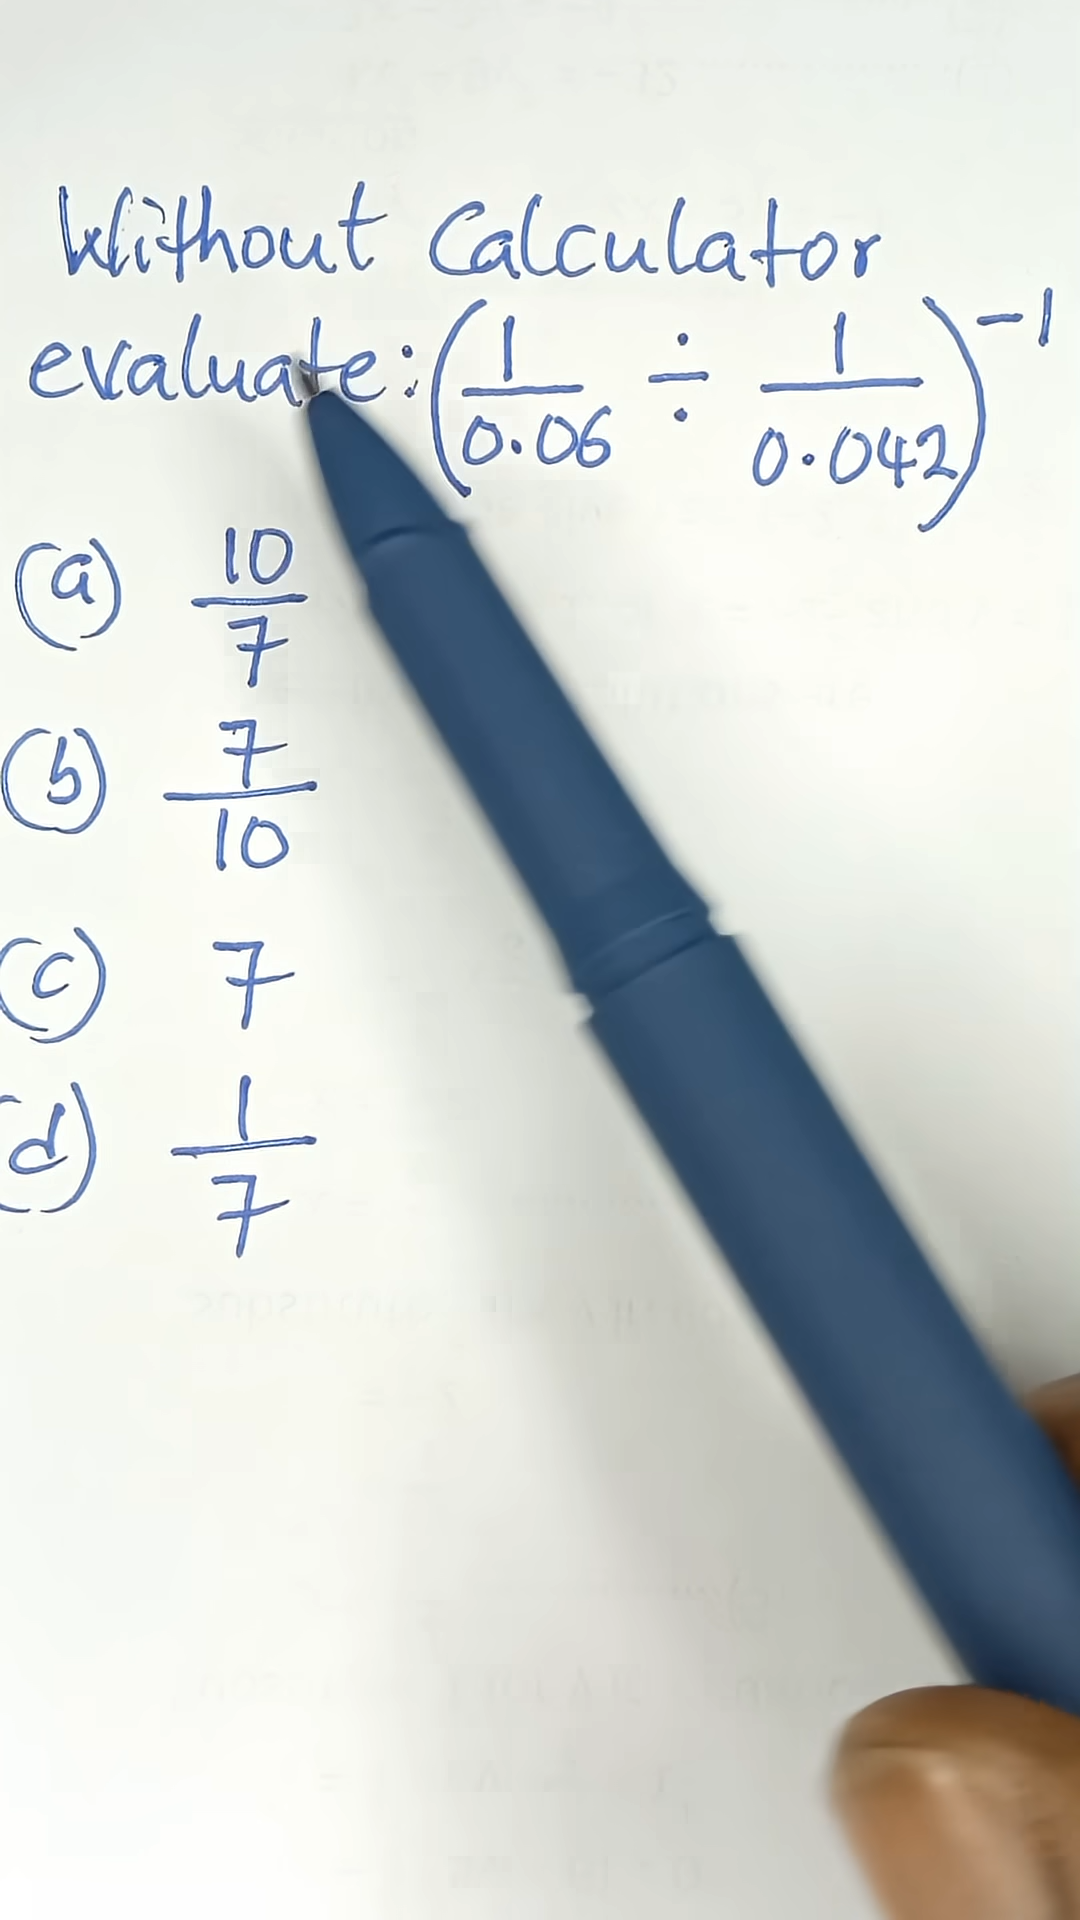 Without Calculator
evaluate: (1/0.06 ÷ 1/0.042)^-1
(a) 10/7
(b) 7/10
(c) 7
(d) 1/7